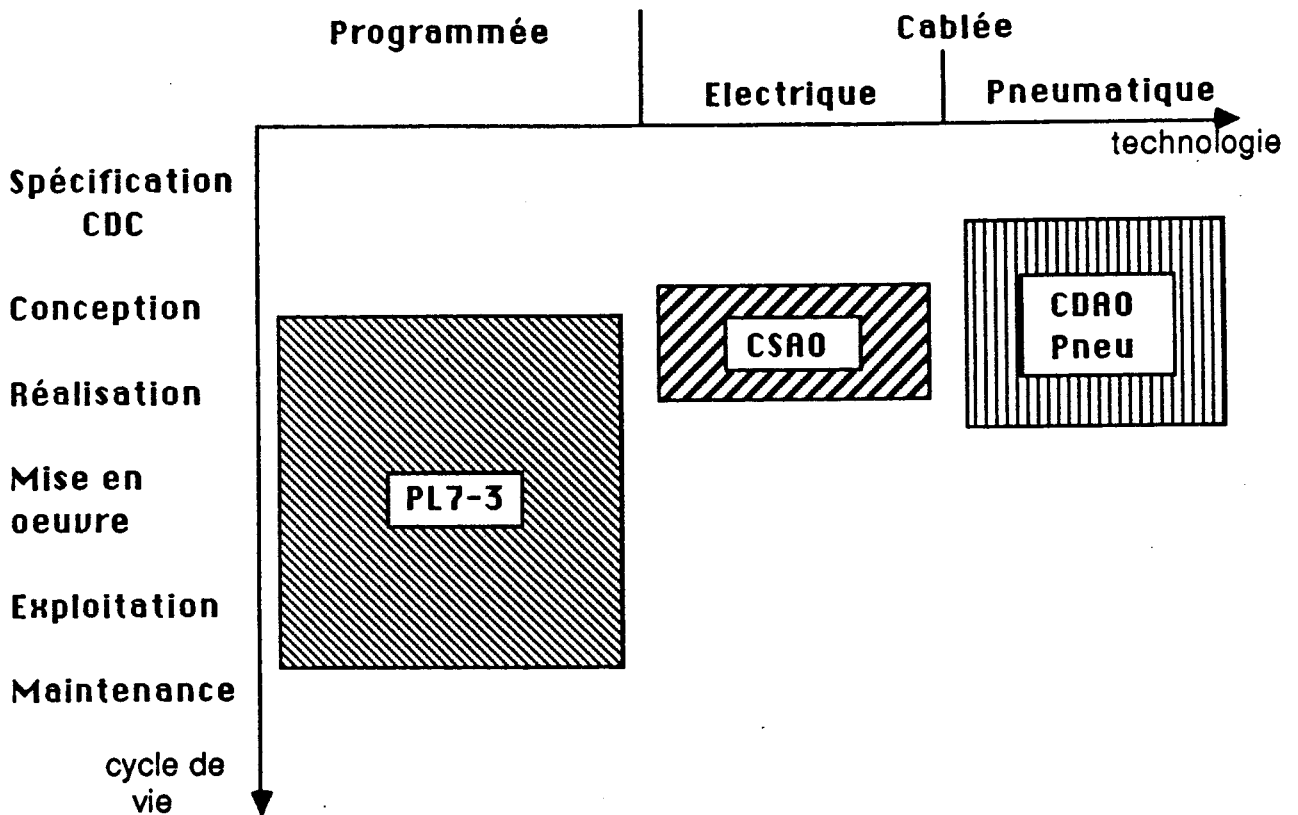 Programmée
Cablée
Electrique
Pneumatique
technologie
Spécification
CDC
Conception
CDAO
Pneu
CSAO
Réalisation
Mise en
oeuvre
PL7-3
Exploitation
Maintenance
cycle de
vie